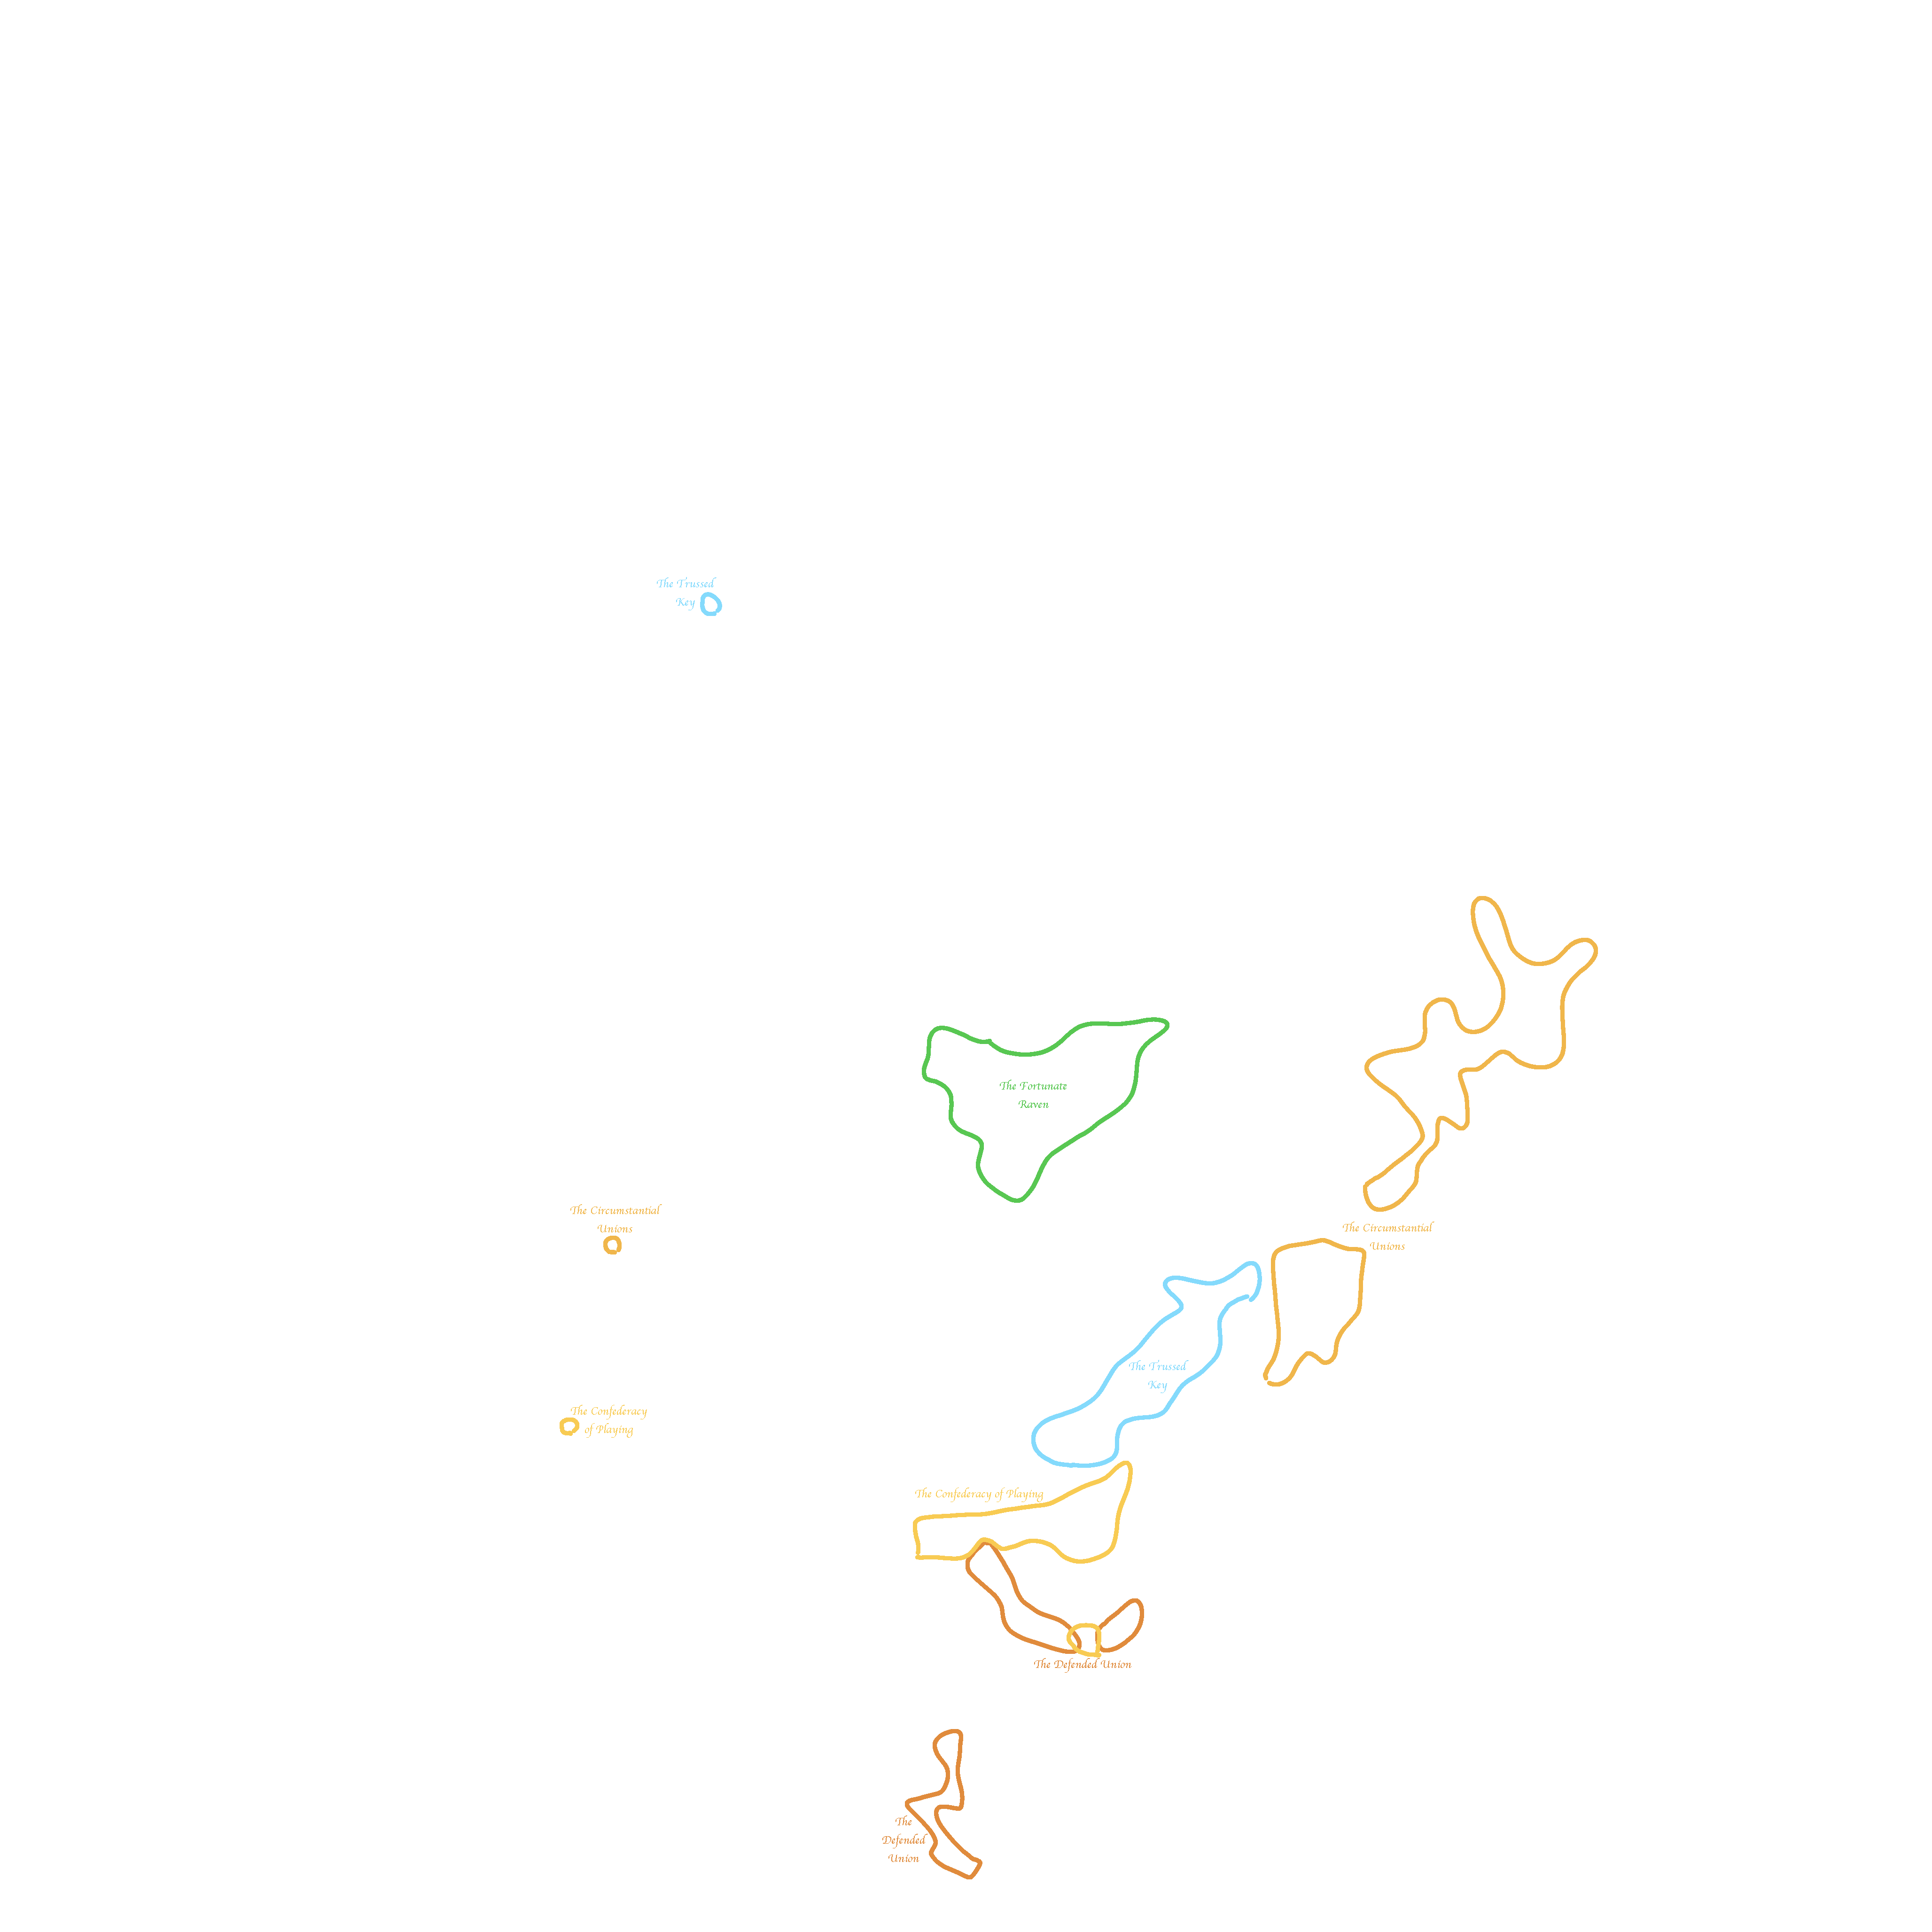 The Trussed
Key
The Fortunate
Raven
The Circumstantial
Unions
The Circumstantial
Unions
The Trussed
Key
The Confederacy
of Playing
The Confederacy of Playing
The Defended Union
The
Defended
Union